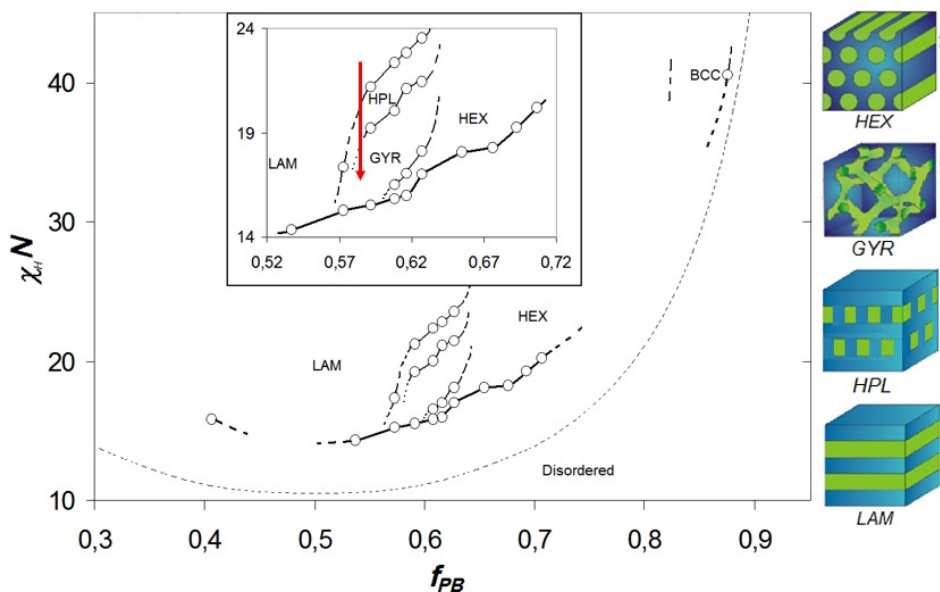 24
19
14
0,52
0,57
0,62
0,67
0,72
LAM
HPL
GYR
HEX
40
30
20
10
χHN
0,3
0,4
0,5
0,6
0,7
0,8
0,9
fPB
LAM
HEX
BCC
Disordered
HEX
GYR
HPL
LAM